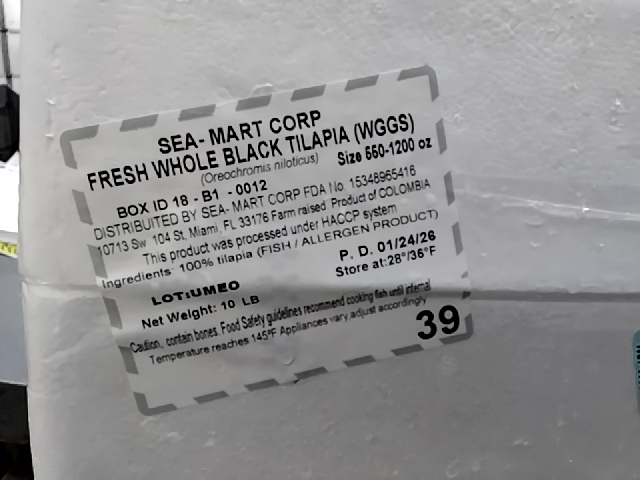 SEA- MART CORP
FRESH WHOLE BLACK TILAPIA (WGGS)
(Oreochromis niloticus) Size 550-1200 oz
BOX ID 18 - B1 - 0012
DISTRIBUITED BY SEA- MART CORP FDA No. 15348965416
10713 Sw 104 St. Miami, FL 33176 Farm raised Product of COLOMBIA
This product was processed under HACCP system
Ingredients: 100% tilapia (FISH / ALLERGEN PRODUCT)
P. D. 01/24/26
LOT:UMEO
Store at:28°/36°F
Net Weight: 10 LB
Caution, contain bones. Food Safety guidelines recommend cooking fish until internal
Temperature reaches 145°F Appliances vary adjust accordingly
39